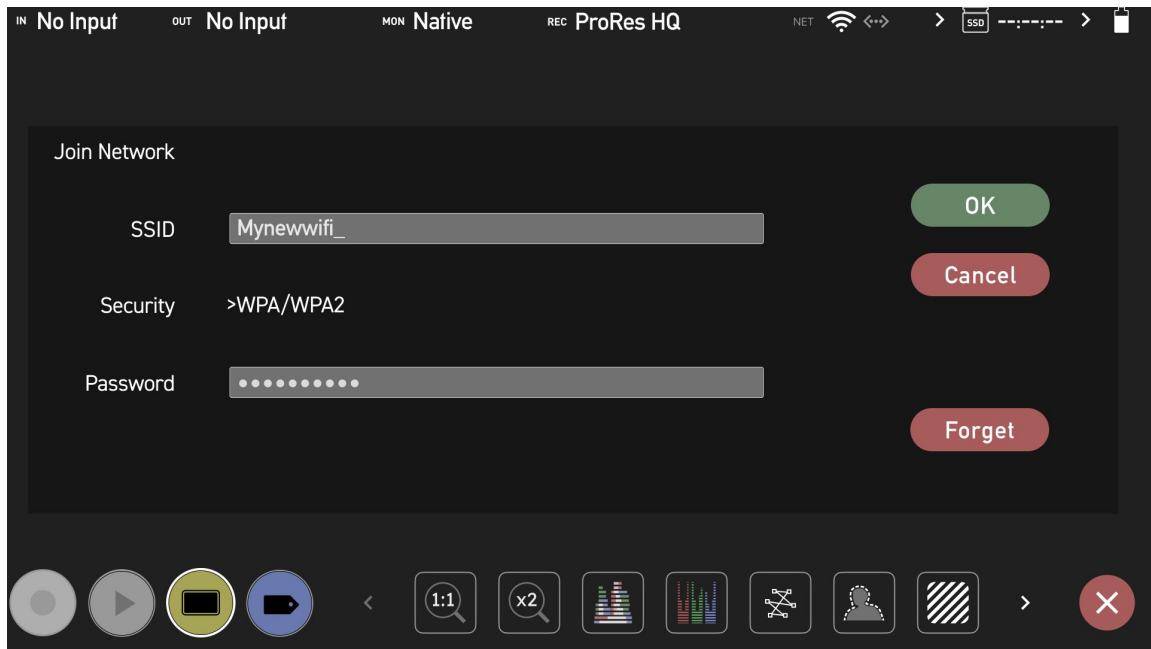 IN No Input OUT No Input MON Native REC ProRes HQ NET SSD --:--:--
Join Network
OK
SSID Mynewwifi_
Cancel
Security >WPA/WPA2
Password ••••••••••
Forget
1:1 x2